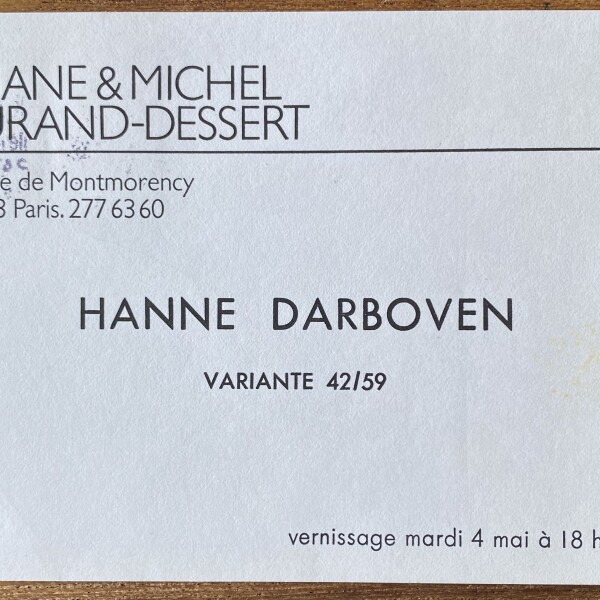 ANE & MICHEL
URAND-DESSERT
e de Montmorency
3 Paris. 277 63 60
HANNE DARBOVEN
VARIANTE 42/59
vernissage mardi 4 mai à 18 h